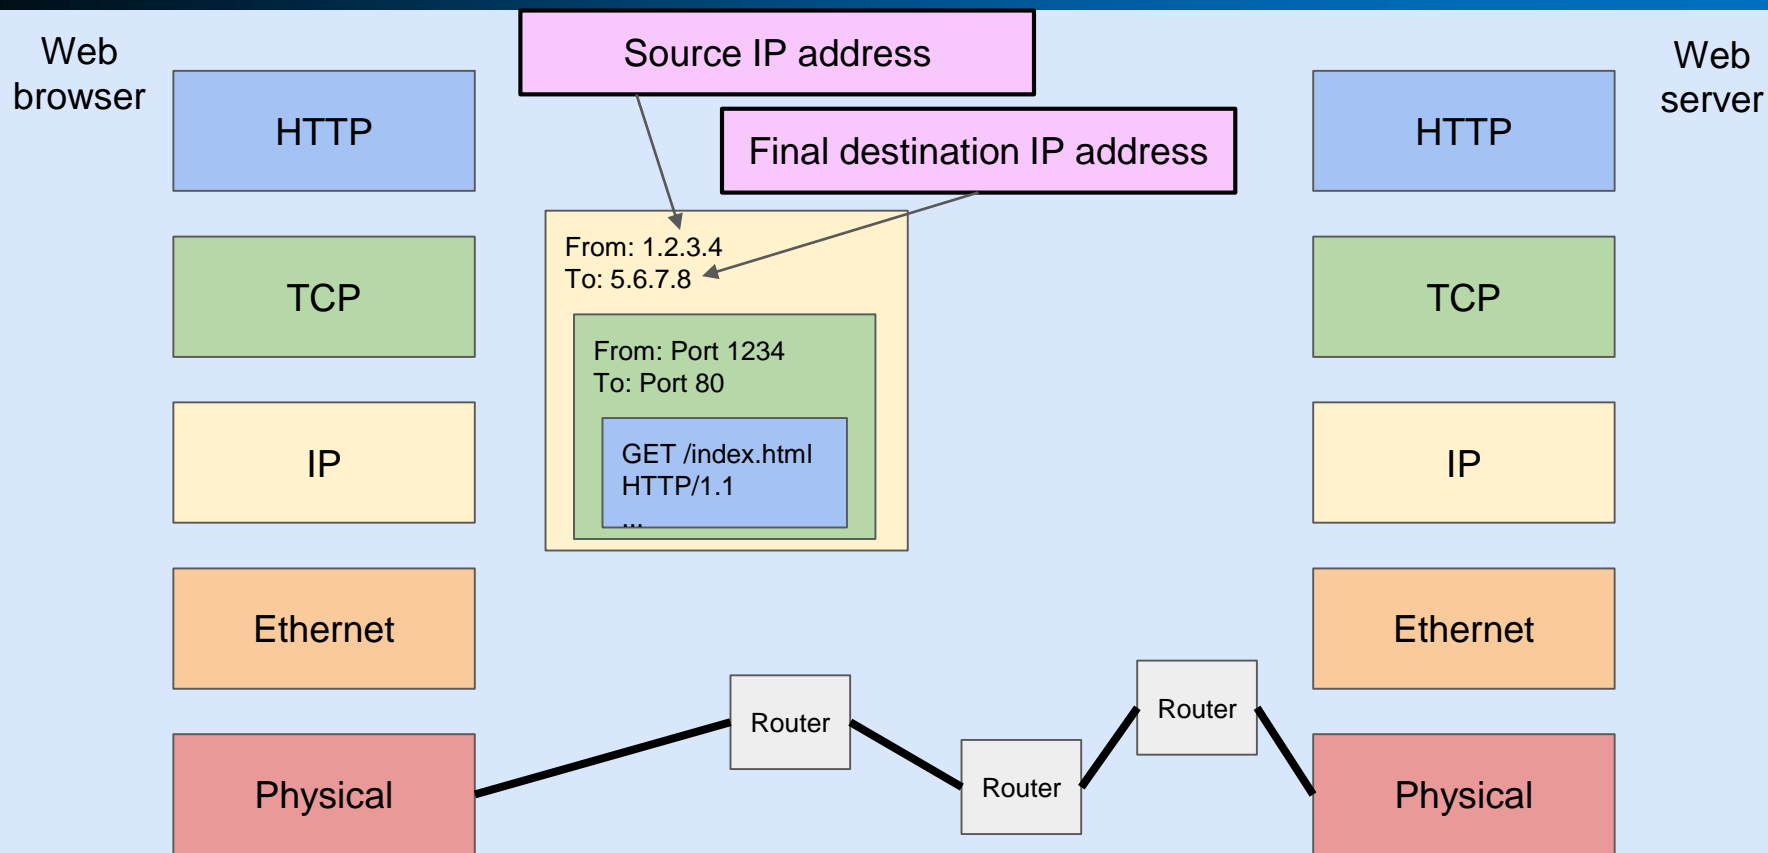 Web
browser
HTTP
TCP
IP
Ethernet
Physical
Source IP address
Final destination IP address
From: 1.2.3.4
To: 5.6.7.8
From: Port 1234
To: Port 80
GET /index.html
HTTP/1.1
...
Router
Router
Router
Web
server
HTTP
TCP
IP
Ethernet
Physical